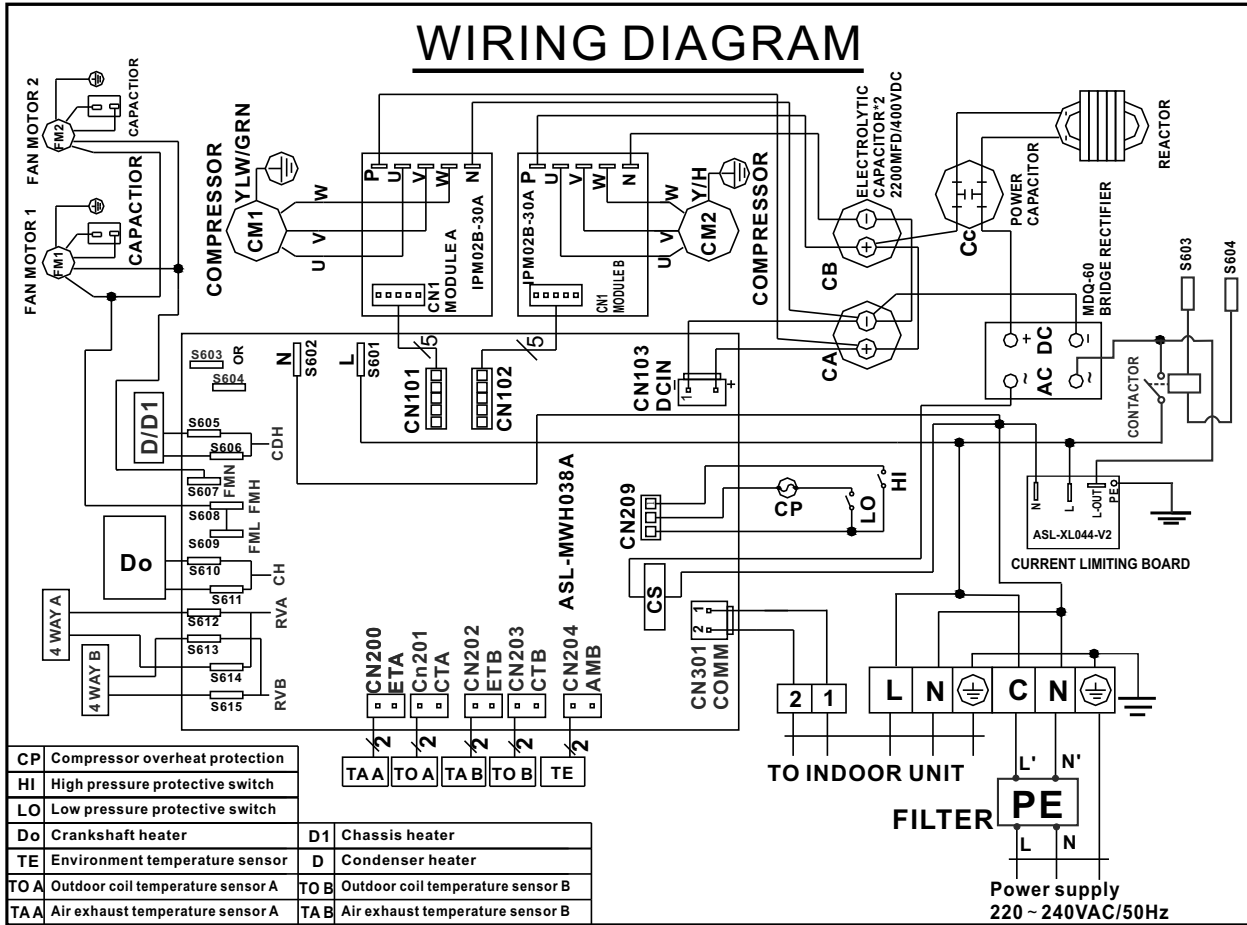 WIRING DIAGRAM
FAN MOTOR 2
FM2
CAPACTIOR
FAN MOTOR 1
FM1
CAPACTIOR
COMPRESSOR
YLW/GRN
CM1
W
V
U
P
U
V
W
N
CN1
MODULE A
IPM02B-30A
P
U
V
W
N
IPM02B-30A
CN1
MODULE B
W
V
U
Y/H
CM2
COMPRESSOR
ELECTROLYTIC
CAPACITOR*2
2200MFD/400VDC
CB
CA
Cc
POWER
CAPACITOR
REACTOR
MDQ-60
BRIDGE RECTIFIER
+
DC
-
~
AC
~
S603
S604
CONTACTOR
S603
OR
S604
N
S602
L
S601
5
CN101
5
CN102
CN103
DCIN
-
1
+
D/D1
S605
S606
CDH
S607
FMN
S608
FMH
FML
Do
S609
S610
S611
CH
4 WAY A
S612
RVA
S613
4 WAY B
S614
S615
RVB
ASL-MWH038A
CN209
CP
LO
HI
CS
N
L
L-OUT
PE
ASL-XL044-V2
CURRENT LIMITING BOARD
CN200
ETA
Cn201
CTA
CN202
ETB
CN203
CTB
CN204
AMB
CN301
COMM
1
2
2
2
2
2
2
TA A
TO A
TA B
TO B
TE
2 1
L N C N
TO INDOOR UNIT
L' N'
FILTER
PE
L N
Power supply
220 ~ 240VAC/50Hz
CP Compressor overheat protection
HI High pressure protective switch
LO Low pressure protective switch
Do Crankshaft heater D1 Chassis heater
TE Environment temperature sensor D Condenser heater
TO A Outdoor coil temperature sensor A TO B Outdoor coil temperature sensor B
TA A Air exhaust temperature sensor A TA B Air exhaust temperature sensor B